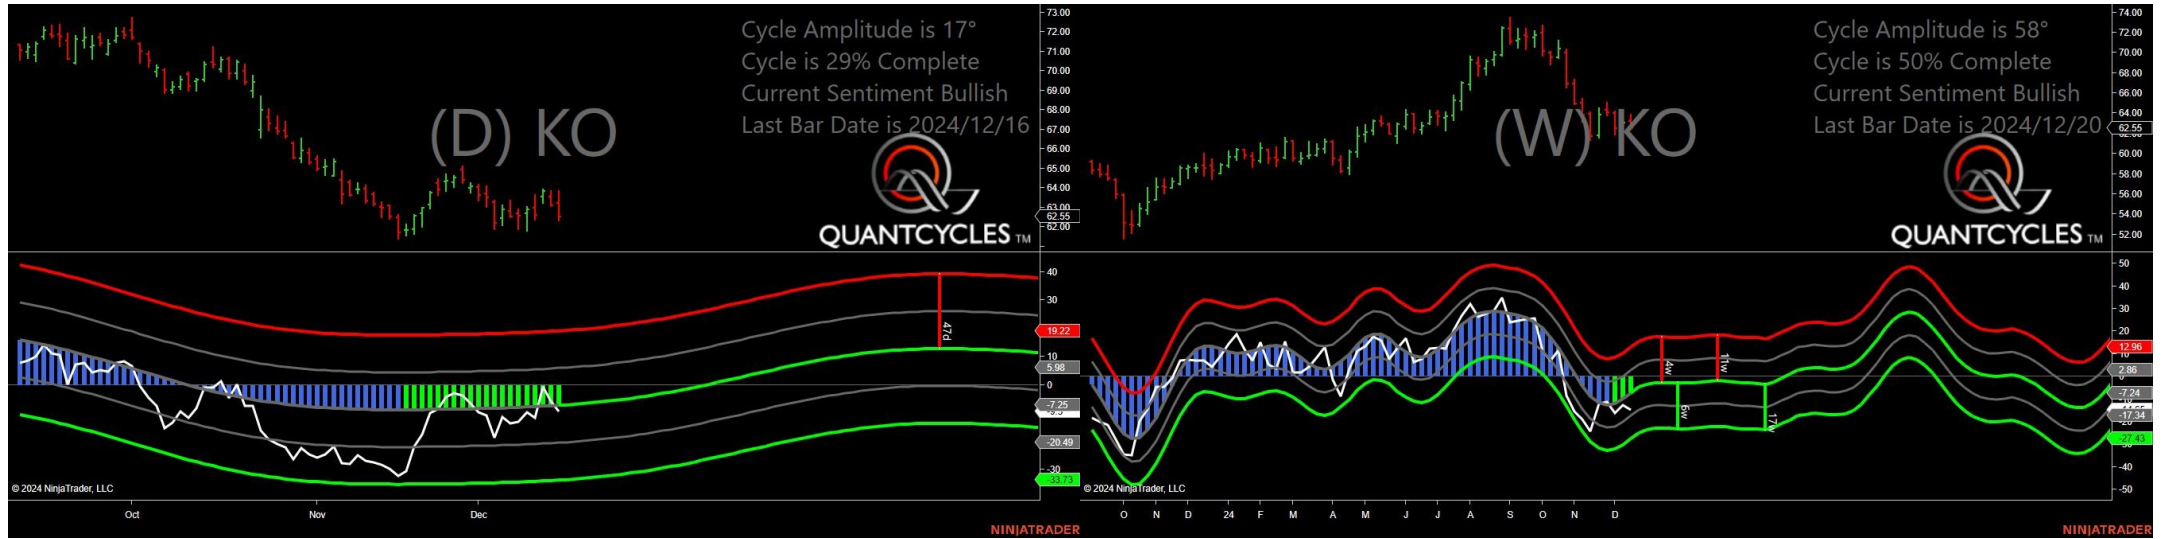 Cycle Amplitude is 17°
Cycle is 29% Complete
Current Sentiment Bullish
Last Bar Date is 2024/12/16
(D) KO
QUANTCYCLES TM
73.00
72.00
71.00
70.00
69.00
68.00
67.00
66.00
65.00
64.00
63.00
62.55
62.00
47d
40
30
19.22
10
5.98
0
-7.25
-20.49
-30
-33.73
© 2024 NinjaTrader, LLC
Oct Nov Dec
NINJATRADER
Cycle Amplitude is 58°
Cycle is 50% Complete
Current Sentiment Bullish
Last Bar Date is 2024/12/20
(W) KO
QUANTCYCLES TM
74.00
72.00
70.00
68.00
66.00
64.00
62.55
60.00
58.00
56.00
54.00
52.00
4w
11w
6w
17w
50
40
30
20
12.96
2.86
-7.24
-17.34
-27.43
-40
-50
© 2024 NinjaTrader, LLC
O N D 24 F M A M J J A S O N D
NINJATRADER